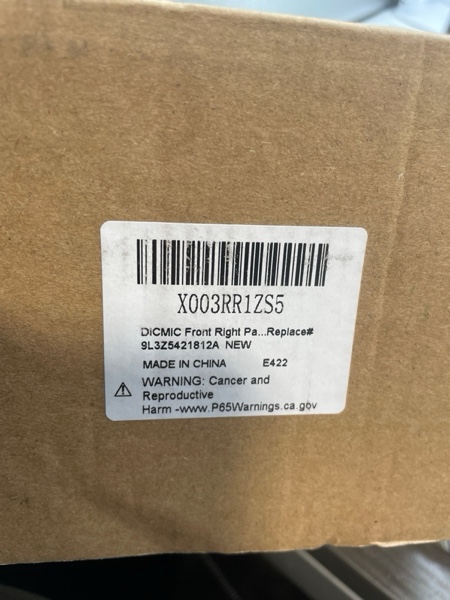 X003RR1ZS5
DICMIC Front Right Pa...Replace#
9L3Z5421812A NEW
MADE IN CHINA E422
WARNING: Cancer and
Reproductive
Harm -www.P65Warnings.ca.gov